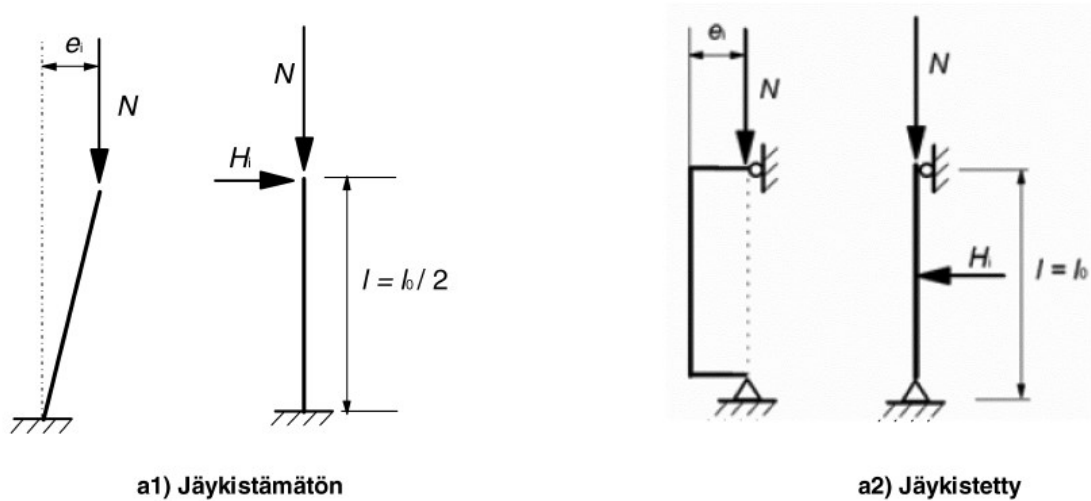 eᵢ
N
N
Hᵢ
l = l₀ / 2
a1) Jäykistämätön
eᵢ
N
N
Hᵢ
l = l₀
a2) Jäykistetty